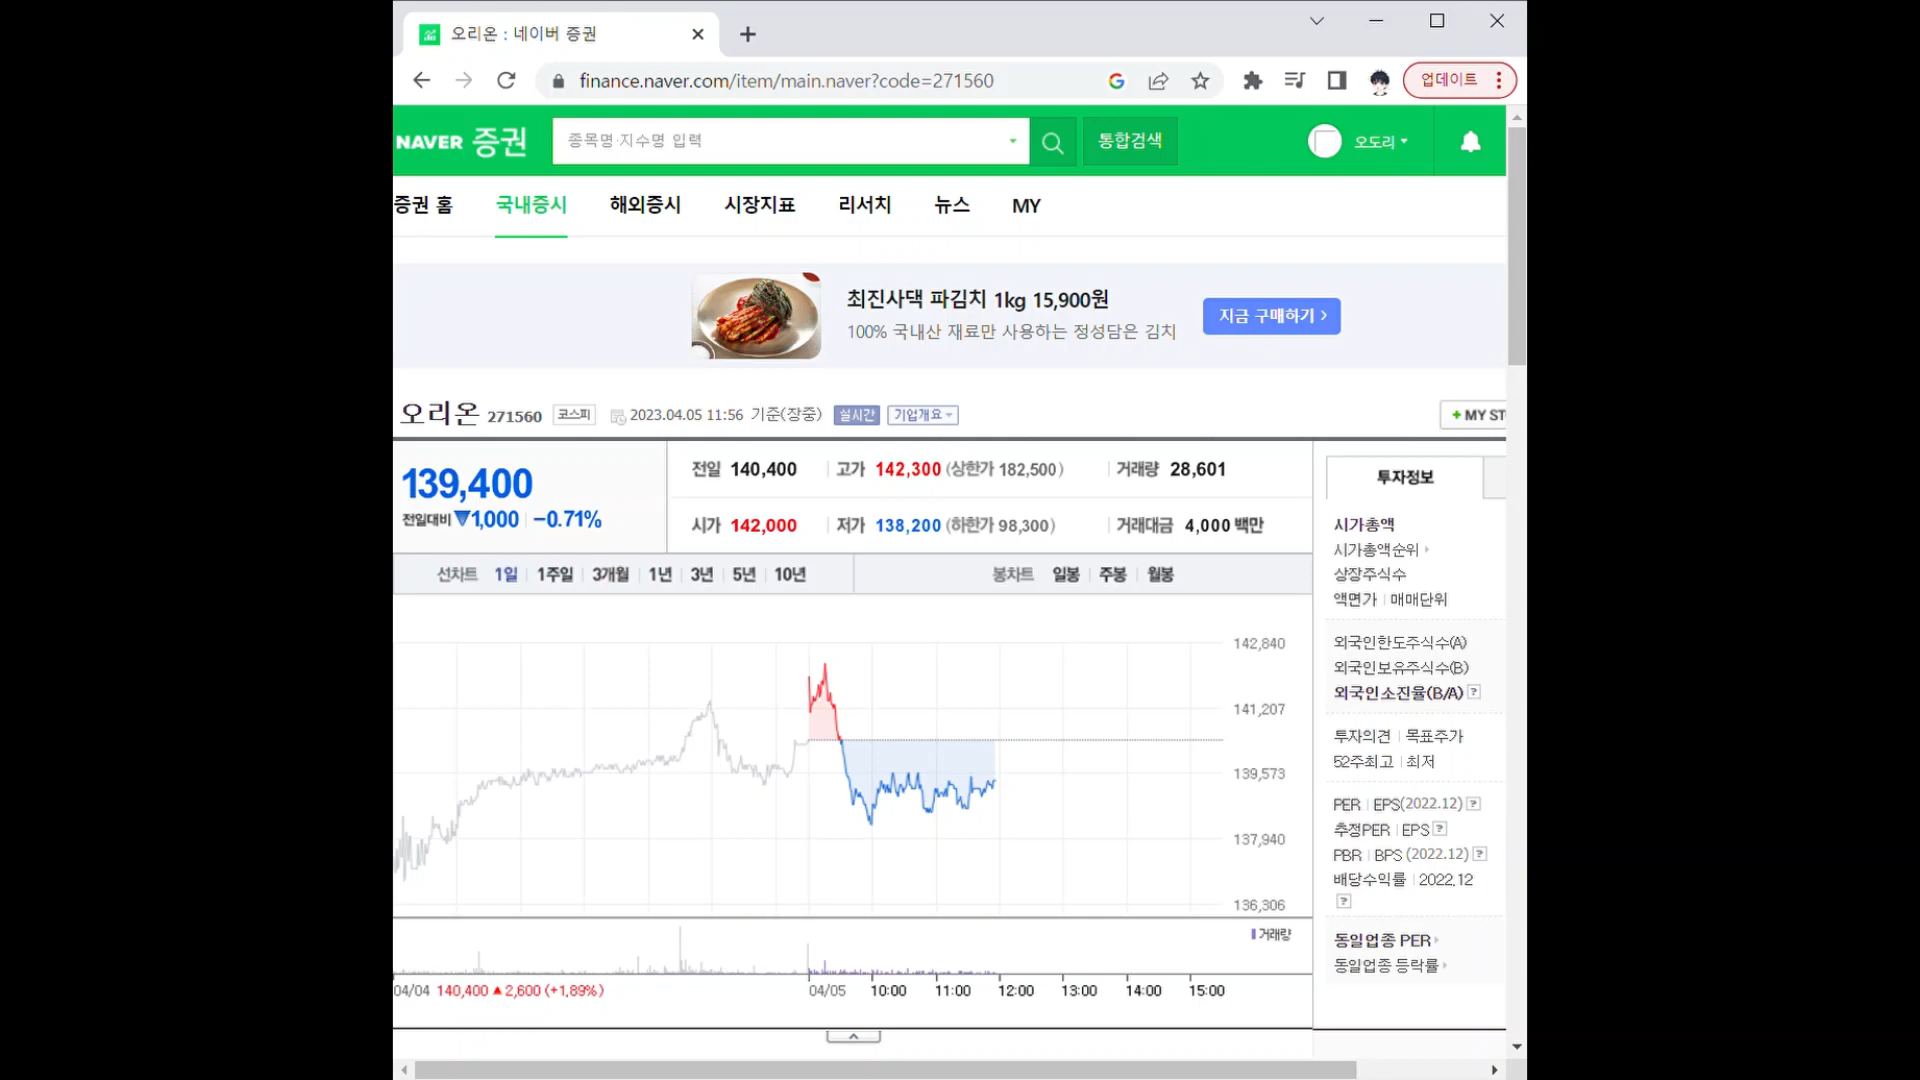 오리온 : 네이버 증권
finance.naver.com/item/main.naver?code=271560
업데이트
NAVER 증권
종목명·지수명 입력
통합검색
오도리
증권 홈 국내증시 해외증시 시장지표 리서치 뉴스 MY
최진사댁 파김치 1kg 15,900원
100% 국내산 재료만 사용하는 정성담은 김치
지금 구매하기 >
오리온 271560 코스피 2023.04.05 11:56 기준(장중) 실시간 기업개요
+ MY ST
139,400
전일대비 ▼1,000 -0.71%
전일 140,400 고가 142,300 (상한가 182,500) 거래량 28,601
시가 142,000 저가 138,200 (하한가 98,300) 거래대금 4,000 백만
선차트 1일 1주일 3개월 1년 3년 5년 10년 봉차트 일봉 주봉 월봉
142,840
141,207
139,573
137,940
136,306
거래량
04/04 140,400 ▲2,600 (+1,89%)
04/05 10:00 11:00 12:00 13:00 14:00 15:00
투자정보
시가총액
시가총액순위
상장주식수
액면가 | 매매단위
외국인한도주식수(A)
외국인보유주식수(B)
외국인소진율(B/A) ?
투자의견 | 목표주가
52주최고 | 최저
PER | EPS(2022.12) ?
추정PER | EPS ?
PBR | BPS (2022.12) ?
배당수익률 | 2022.12
?
동일업종 PER
동일업종 등락률